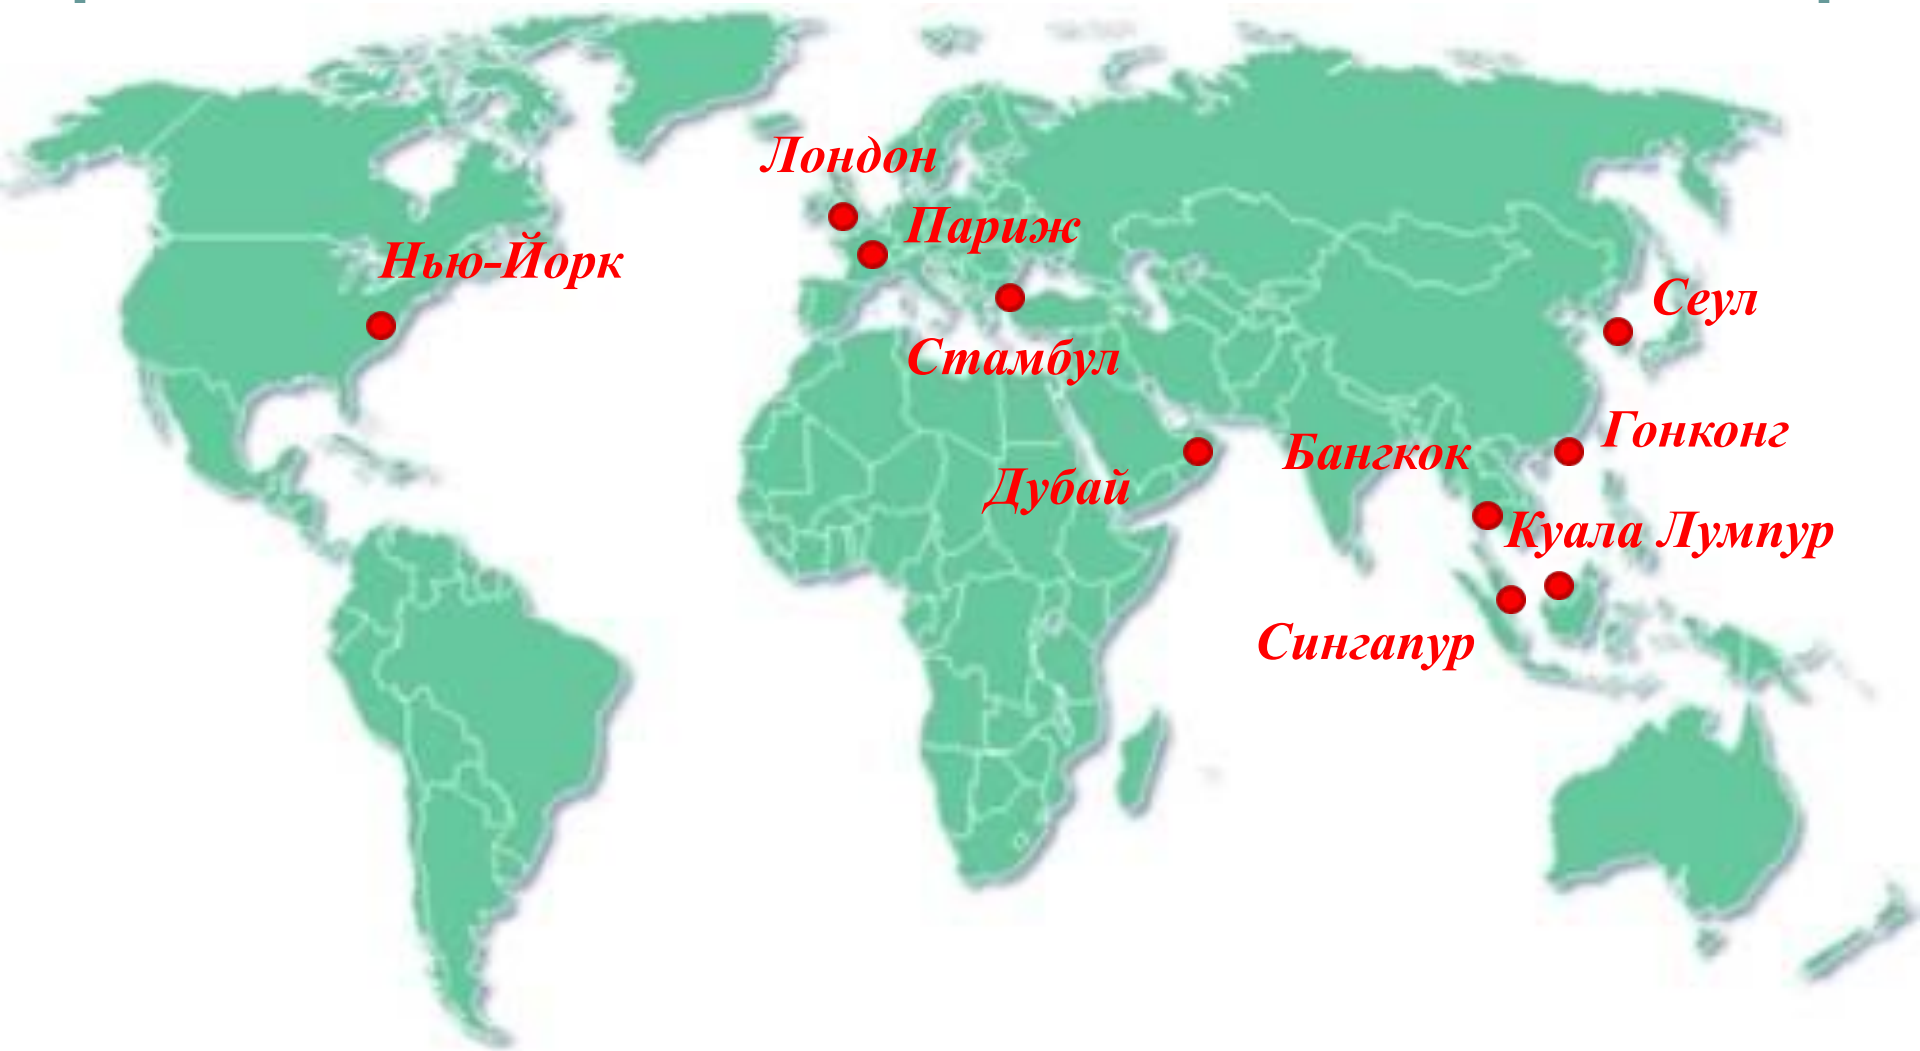 Лондон
Париж
Нью-Йорк
Сеул
Стамбул
Гонконг
Бангкок
Дубай
Куала Лумпур
Сингапур